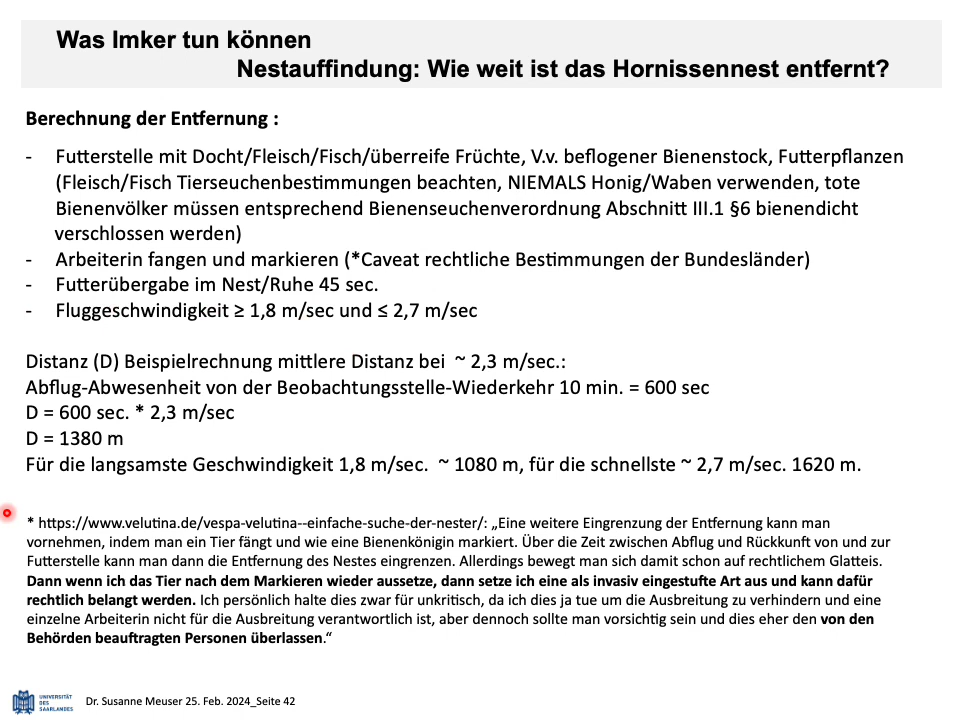 Was Imker tun können
Nestauffindung: Wie weit ist das Hornissennest entfernt?
Berechnung der Entfernung :
- Futterstelle mit Docht/Fleisch/Fisch/überreife Früchte, V.v. beflogener Bienenstock, Futterpflanzen
(Fleisch/Fisch Tierseuchenbestimmungen beachten, NIEMALS Honig/Waben verwenden, tote
Bienenvölker müssen entsprechend Bienenseuchenverordnung Abschnitt III.1 §6 bienendicht
verschlossen werden)
- Arbeiterin fangen und markieren (*Caveat rechtliche Bestimmungen der Bundesländer)
- Futterübergabe im Nest/Ruhe 45 sec.
- Fluggeschwindigkeit ≥ 1,8 m/sec und ≤ 2,7 m/sec
Distanz (D) Beispielrechnung mittlere Distanz bei ~ 2,3 m/sec.:
Abflug-Abwesenheit von der Beobachtungsstelle-Wiederkehr 10 min. = 600 sec
D = 600 sec. * 2,3 m/sec
D = 1380 m
Für die langsamste Geschwindigkeit 1,8 m/sec. ~ 1080 m, für die schnellste ~ 2,7 m/sec. 1620 m.
* https://www.velutina.de/vespa-velutina--einfache-suche-der-nester/: „Eine weitere Eingrenzung der Entfernung kann man
vornehmen, indem man ein Tier fängt und wie eine Bienenkönigin markiert. Über die Zeit zwischen Abflug und Rückkunft von und zur
Futterstelle kann man dann die Entfernung des Nestes eingrenzen. Allerdings bewegt man sich damit schon auf rechtlichem Glatteis.
Dann wenn ich das Tier nach dem Markieren wieder aussetze, dann setze ich eine als invasiv eingestufte Art aus und kann dafür
rechtlich belangt werden. Ich persönlich halte dies zwar für unkritisch, da ich dies ja tue um die Ausbreitung zu verhindern und eine
einzelne Arbeiterin nicht für die Ausbreitung verantwortlich ist, aber dennoch sollte man vorsichtig sein und dies eher den von den
Behörden beauftragten Personen überlassen.“
UNIVERSITÄT
DES
SAARLANDES
Dr. Susanne Meuser 25. Feb. 2024_Seite 42